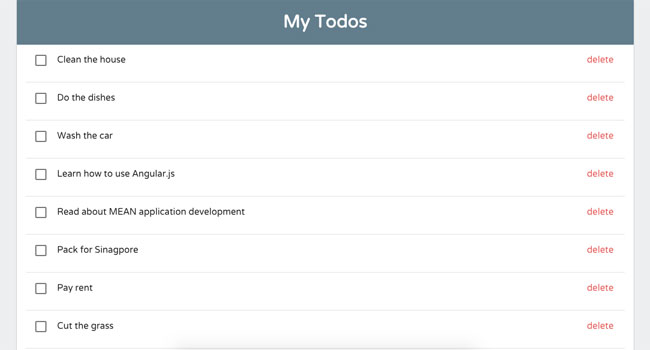 My Todos
Clean the house delete
Do the dishes delete
Wash the car delete
Learn how to use Angular.js delete
Read about MEAN application development delete
Pack for Sinagpore delete
Pay rent delete
Cut the grass delete